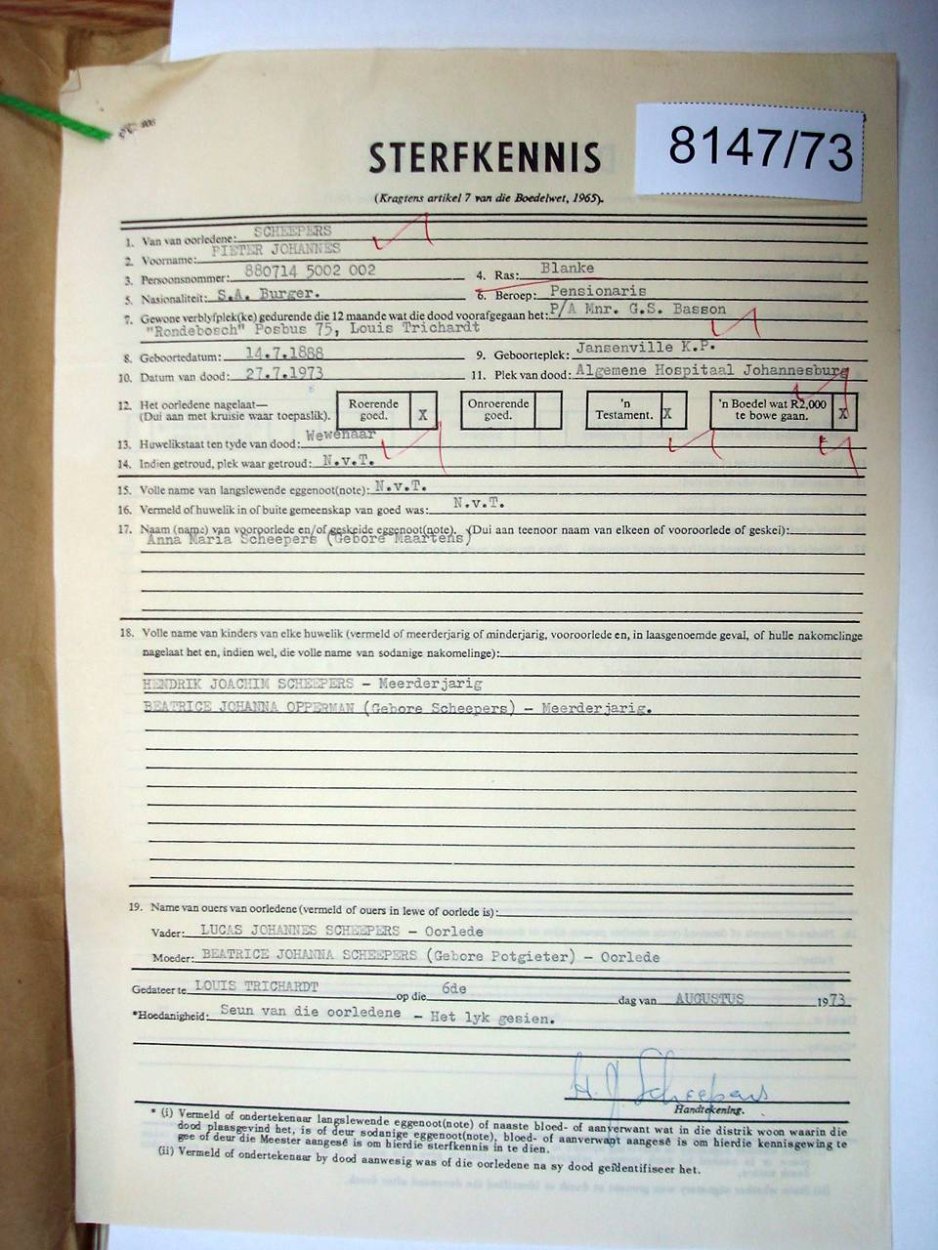 8147/73
STERFKENNIS
(Kragtens artikel 7 van die Boedelwet, 1965).
1. Van van oorledene: SCHEEPERS
2. Voorname: PIETER JOHANNES
3. Persoonsnommer: 880714 5002 002 4. Ras: Blanke
5. Nasionaliteit: S.A. Burger. 6. Beroep: Pensionaris
7. Gewone verblyfplek(ke) gedurende die 12 maande wat die dood voorafgegaan het: P/A Mnr. G.S. Basson
"Rondebosch" Posbus 75, Louis Trichardt
8. Geboortedatum: 14.7.1888 9. Geboorteplek: Jansenville K.P.
10. Datum van dood: 27.7.1973 11. Plek van dood: Algemene Hospitaal Johannesburg
12. Het oorledene nagelaat— Roerende Onroerende 'n 'n Boedel wat R2,000
(Dui aan met kruisie waar toepaslik). goed. X goed. Testament. X te bowe gaan. X
13. Huwelikstaat ten tyde van dood: Wewenaar
14. Indien getroud, plek waar getroud: N.v.T.
15. Volle name van langslewende eggenoot(note): N.v.T.
16. Vermeld of huwelik in of buite gemeenskap van goed was: N.v.T.
17. Naam (name) van vooroorlede en/of geskeide eggenoot(note). (Dui aan teenoor naam van elkeen of vooroorlede of geskei):
Anna Maria Scheepers (Gebore Maartens)
18. Volle name van kinders van elke huwelik (vermeld of meerderjarig of minderjarig, vooroorlede en, in laasgenoemde geval, of hulle nakomelinge
nagelaat het en, indien wel, die volle name van sodanige nakomelinge):
HENDRIK JOACHIM SCHEEPERS - Meerderjarig
BEATRICE JOHANNA OPPERMAN (Gebore Scheepers) - Meerderjarig.
19. Name van ouers van oorledene (vermeld of ouers in lewe of oorlede is):
Vader: LUCAS JOHANNES SCHEEPERS - Oorlede
Moeder: BEATRICE JOHANNA SCHEEPERS (Gebore Potgieter) - Oorlede
Gedateer te LOUIS TRICHARDT op die 6de dag van AUGUSTUS 1973
*Hoedanigheid: Seun van die oorledene - Het lyk gesien.
H. J Scheepers
Handtekening.
* (i) Vermeld of ondertekenaar langslewende eggenoot(note) of naaste bloed- of aanverwant wat in die distrik woon waarin die
dood plaasgevind het, is of deur sodanige eggenoot(note), bloed- of aanverwant aangesê is om hierdie kennisgewing te
gee of deur die Meester aangesê is om hierdie sterfkennis in te dien.
(ii) Vermeld of ondertekenaar by dood aanwesig was of die oorledene na sy dood geïdentifiseer het.